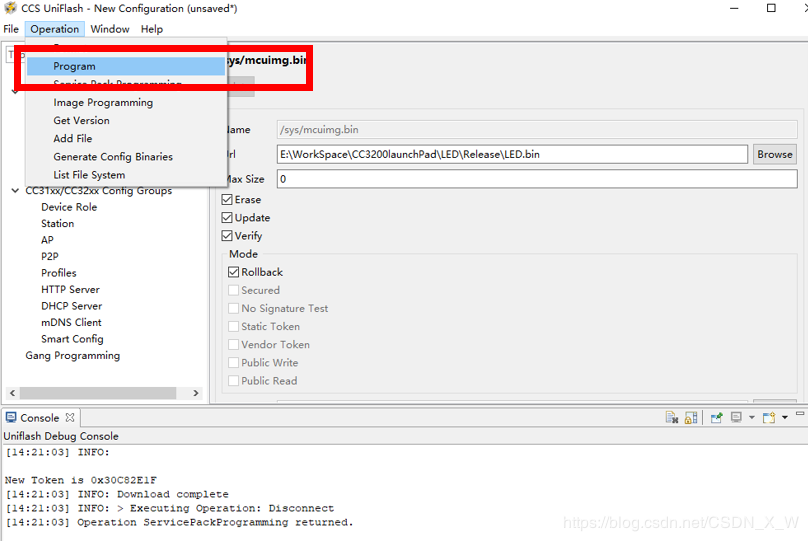 CCS UniFlash - New Configuration (unsaved*)
File Operation Window Help
Program
sys/mcuimg.bin
Service Pack Programming
Image Programming
Get Version
Add File
Generate Config Binaries
List File System
Name /sys/mcuimg.bin
Url E:\WorkSpace\CC3200launchPad\LED\Release\LED.bin Browse
Max Size 0
Erase
Update
Verify
Mode
Rollback
Secured
No Signature Test
Static Token
Vendor Token
Public Write
Public Read
CC31xx/CC32xx Config Groups
Device Role
Station
AP
P2P
Profiles
HTTP Server
DHCP Server
mDNS Client
Smart Config
Gang Programming
Console
Uniflash Debug Console
[14:21:03] INFO:
New Token is 0x30C82E1F
[14:21:03] INFO: Download complete
[14:21:03] INFO: > Executing Operation: Disconnect
[14:21:03] Operation ServicePackProgramming returned.
https://blog.csdn.net/CSDN_X_W